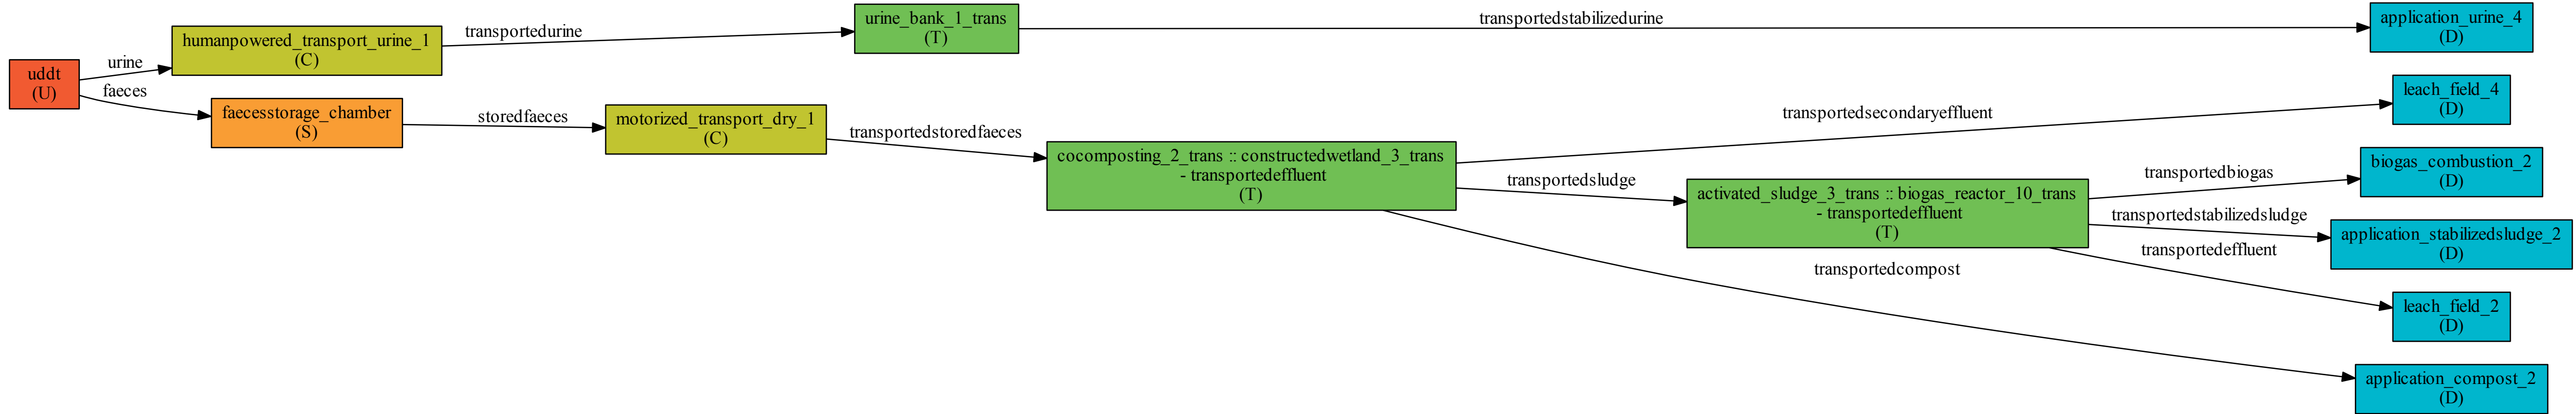 uddt
(U)
urine
faeces
humanpowered_transport_urine_1
(C)
faecesstorage_chamber
(S)
transportedurine
storedfaeces
motorized_transport_dry_1
(C)
urine_bank_1_trans
(T)
transportedstoredfaeces
cocomposting_2_trans :: constructedwetland_3_trans
- transportedeffluent
(T)
transportedstabilizedurine
transportedsecondaryeffluent
transportedsludge
activated_sludge_3_trans :: biogas_reactor_10_trans
- transportedeffluent
(T)
transportedcompost
transportedbiogas
transportedstabilizedsludge
transportedeffluent
application_urine_4
(D)
leach_field_4
(D)
biogas_combustion_2
(D)
application_stabilizedsludge_2
(D)
leach_field_2
(D)
application_compost_2
(D)